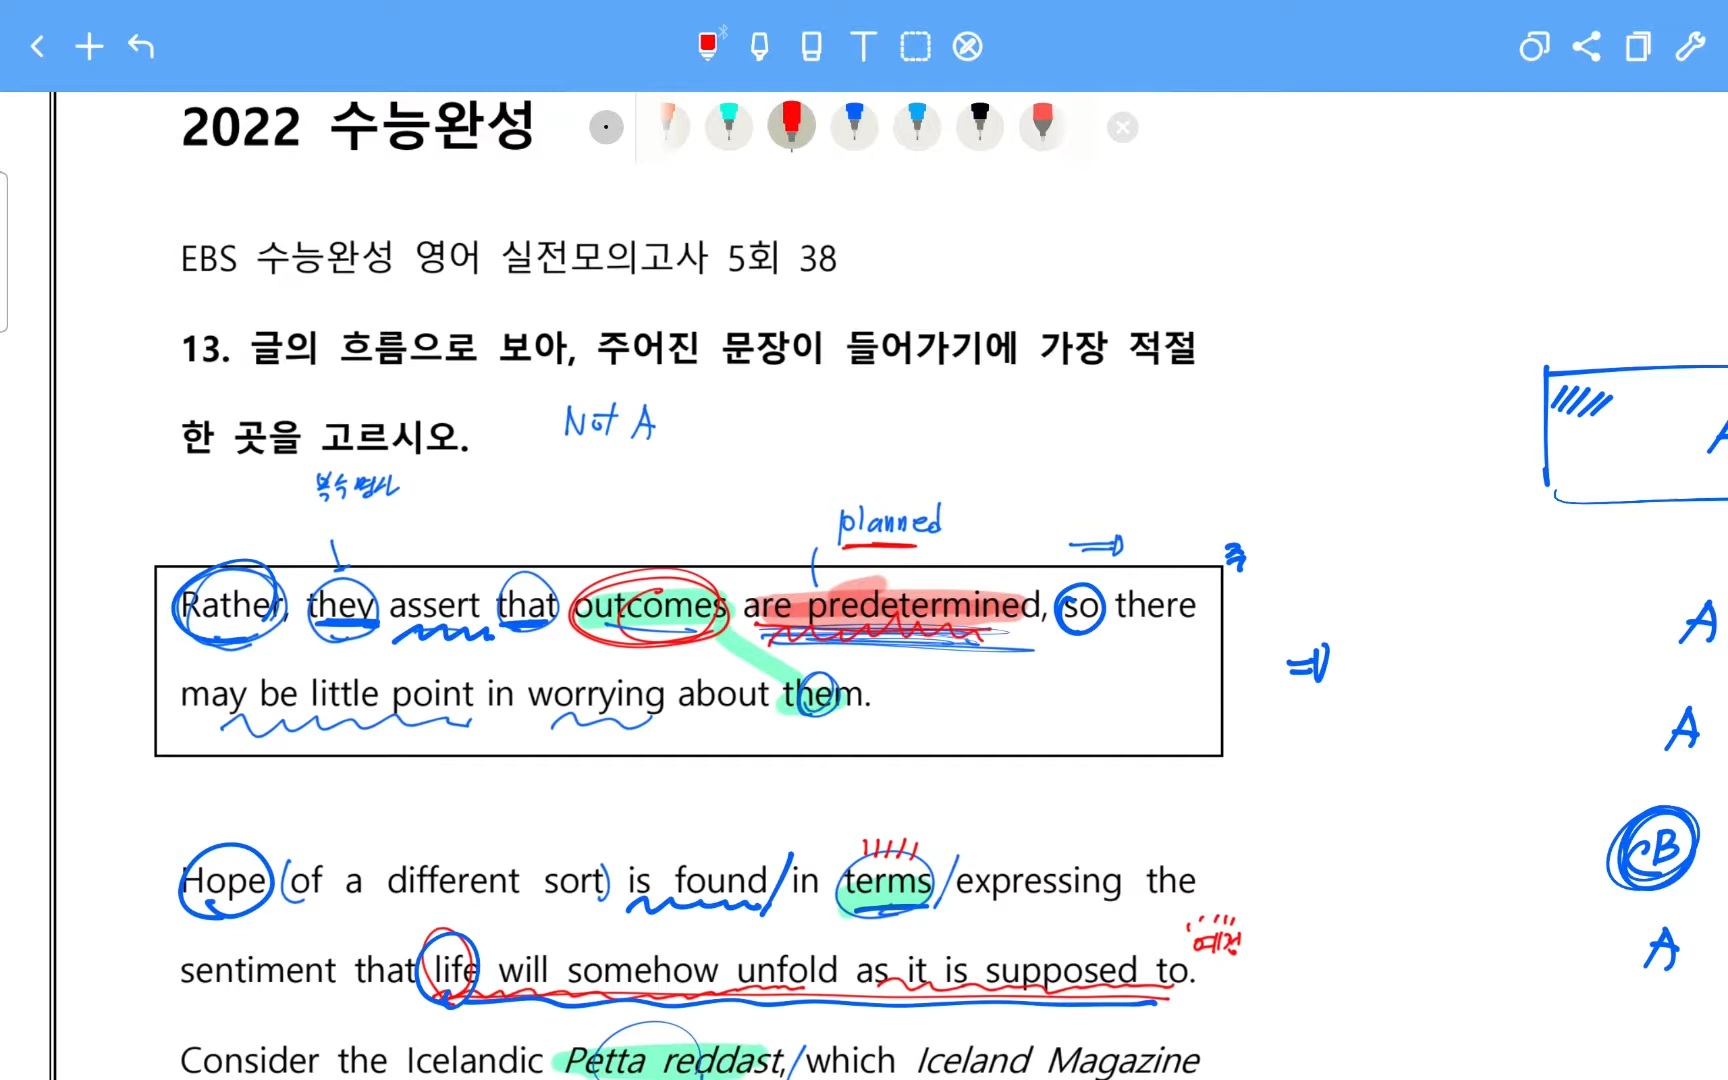 2022 수능완성
EBS 수능완성 영어 실전모의고사 5회 38
13. 글의 흐름으로 보아, 주어진 문장이 들어가기에 가장 적절
한 곳을 고르시오.
Not A
복수명사
planned
Rather, they assert that outcomes are predetermined, so there
may be little point in worrying about them.
A
A
B
A
Hope (of a different sort) is found/in terms/expressing the
예정
sentiment that life will somehow unfold as it is supposed to.
Consider the Icelandic Petta reddast,/which Iceland Magazine